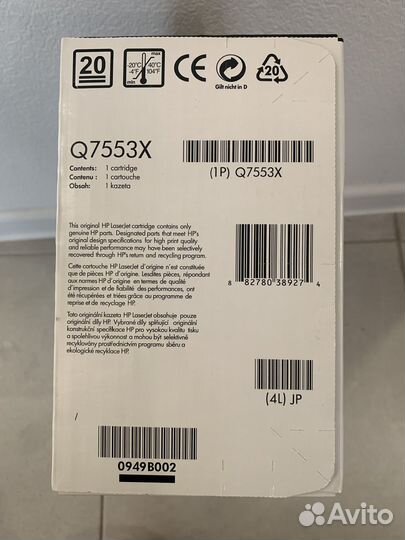 20
max
-20°C
40°C
-4°F
104°F
min
CE
Gilt nicht in D
20
Q7553X
Contents: 1 cartridge
Contenu : 1 cartouche
Obsah: 1 kazeta
(1P) Q7553X
This original HP LaserJet cartridge contains only
genuine HP parts. Designated parts that meet HP's
original design specifications for high print quality
and reliable performance may have been selectively
recovered through HP's return and recycling program.
Cette cartouche HP LaserJet d'origine n'est constituée
que de pièces HP d'origine. Lesdites pièces, répondant
aux normes HP d'origine en termes de qualité
d'impression et de fiabilité des performances, ont
été récupérées et triées grâce au programme de
reprise et de recyclage HP.
Tato originální kazeta HP LaserJet obsahuje pouze
originální díly HP. Vybrané díly splňující originální
konstrukční specifikace HP pro vysokou kvalitu tisku
a spolehlivou výkonnost mohou být selektivně
recyklovány prostřednictvím programu sběru a
ekologické recyklace HP.
8 82780 38927 4
(4L) JP
/
0949B002
Avito